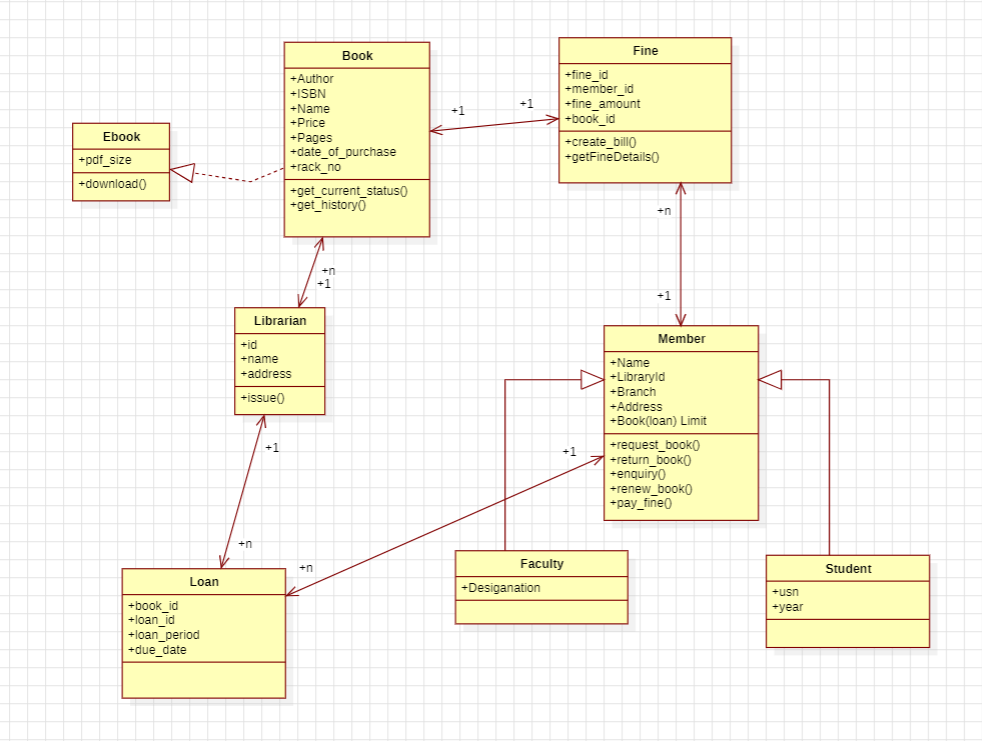 Book
+Author
+ISBN
+Name
+Price
+Pages
+date_of_purchase
+rack_no
+get_current_status()
+get_history()
Fine
+fine_id
+member_id
+fine_amount
+book_id
+create_bill()
+getFineDetails()
+1
+1
Ebook
+pdf_size
+download()
+n
+1
+n
+1
Librarian
+id
+name
+address
+issue()
Member
+Name
+LibraryId
+Branch
+Address
+Book(loan) Limit
+request_book()
+return_book()
+enquiry()
+renew_book()
+pay_fine()
+1
+n
+1
+n
Loan
+book_id
+loan_id
+loan_period
+due_date
Faculty
+Desiganation
Student
+usn
+year